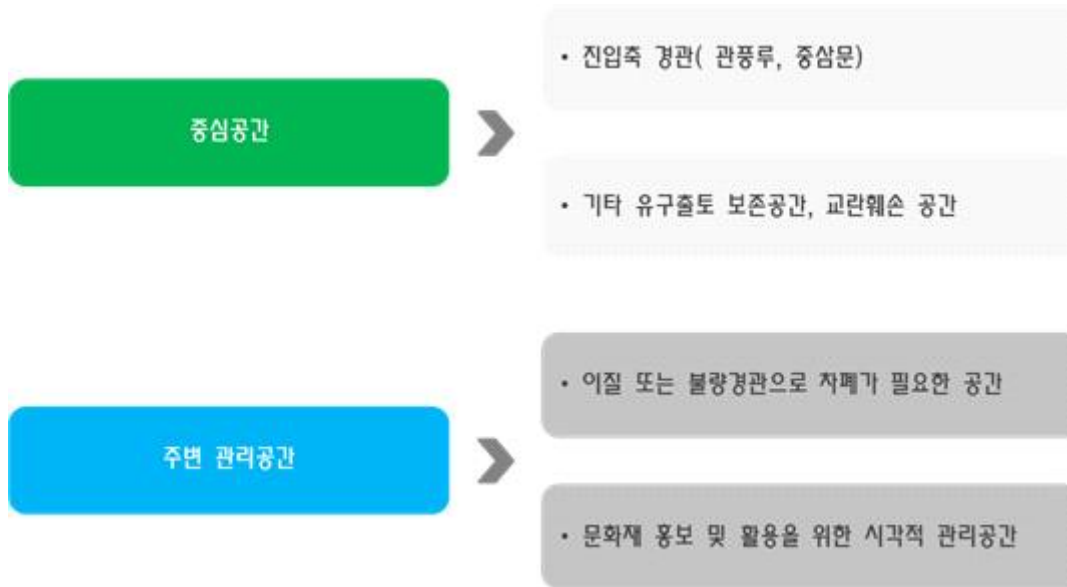 중심공간
• 진입축 경관( 관풍루, 중삼문)
• 기타 유구출토 보존공간, 교란훼손 공간
주변 관리공간
• 이질 또는 불량경관으로 차폐가 필요한 공간
• 문화재 홍보 및 활용을 위한 시각적 관리공간